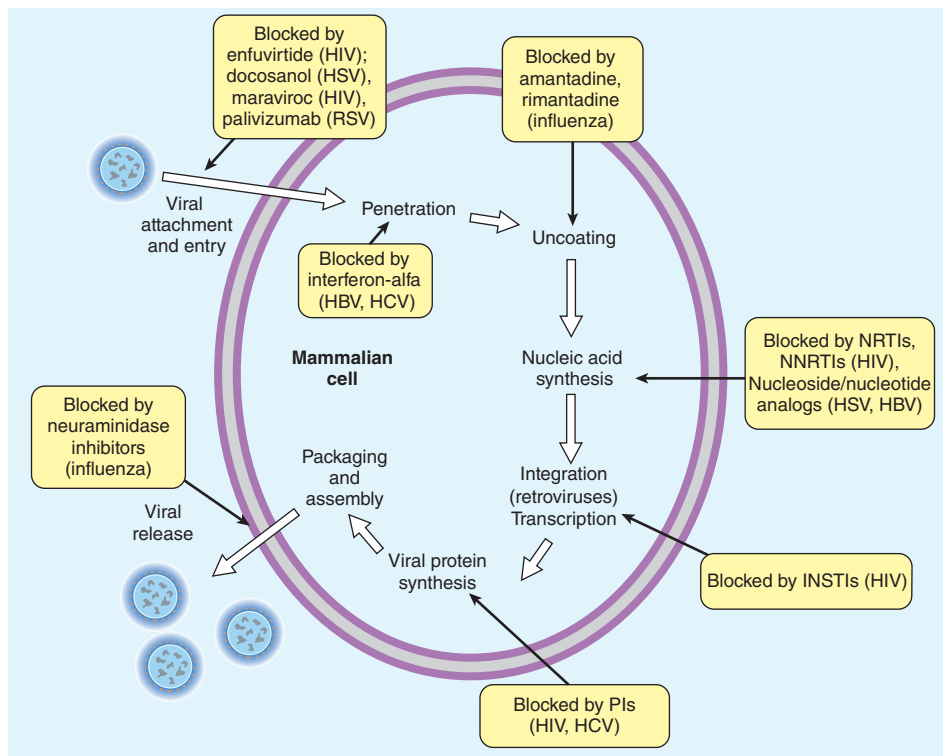 Blocked by
enfuvirtide (HIV);
docosanol (HSV),
maraviroc (HIV),
palivizumab (RSV)
Blocked by
amantadine,
rimantadine
(influenza)
Viral
attachment
and entry
Penetration
Uncoating
Blocked by
interferon-alfa
(HBV, HCV)
Mammalian
cell
Nucleic acid
synthesis
Blocked by NRTIs,
NNRTIs (HIV),
Nucleoside/nucleotide
analogs (HSV, HBV)
Blocked by
neuraminidase
inhibitors
(influenza)
Packaging
and
assembly
Integration
(retroviruses)
Transcription
Viral
release
Viral protein
synthesis
Blocked by INSTIs (HIV)
Blocked by PIs
(HIV, HCV)